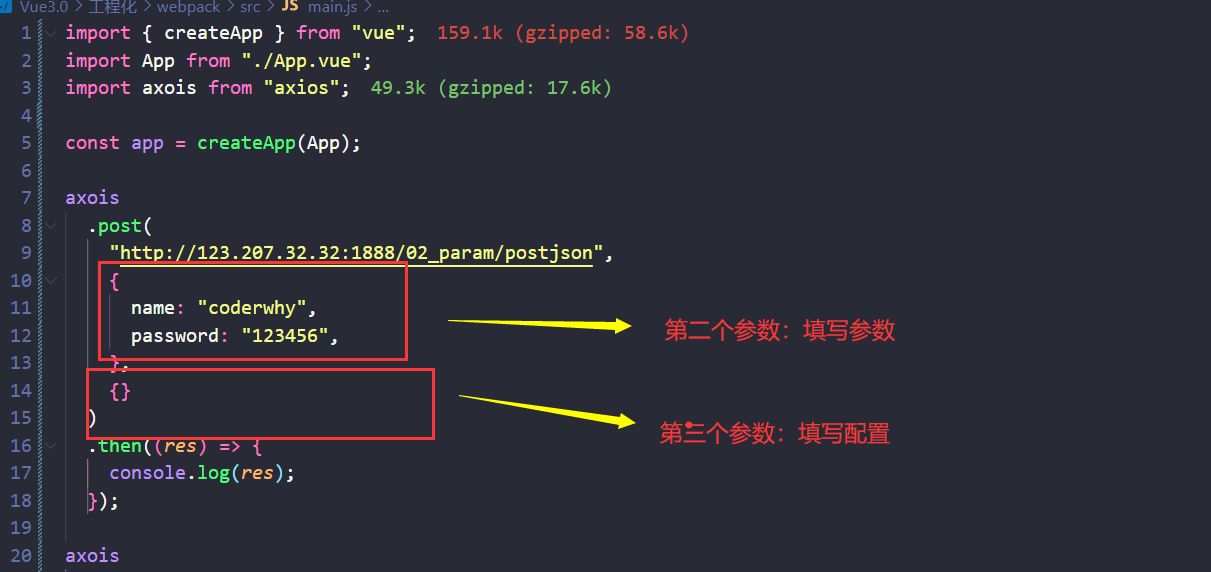 Vue3.0 > 工程化 > webpack > src > JS main.js > ...
1 import { createApp } from "vue"; 159.1k (gzipped: 58.6k)
2 import App from "./App.vue";
3 import axois from "axios"; 49.3k (gzipped: 17.6k)
4
5 const app = createApp(App);
6
7 axois
8 .post(
9 "http://123.207.32.32:1888/02_param/postjson",
10 {
11 name: "coderwhy",
12 password: "123456",
第二个参数：填写参数
13 },
14 {}
15 )
第三个参数：填写配置
16 .then((res) => {
17 console.log(res);
18 });
19
20 axois